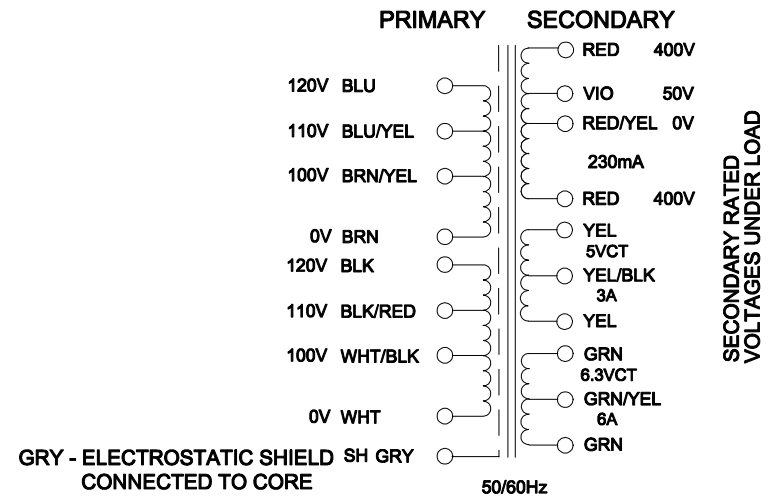 PRIMARY SECONDARY
RED 400V
120V BLU
VIO 50V
110V BLU/YEL
RED/YEL 0V
230mA
100V BRN/YEL
RED 400V
0V BRN
YEL
5VCT
120V BLK
YEL/BLK
3A
110V BLK/RED
YEL
100V WHT/BLK
GRN
6.3VCT
GRN/YEL
6A
0V WHT
GRN
GRY - ELECTROSTATIC SHIELD SH GRY
CONNECTED TO CORE
50/60Hz
SECONDARY RATED
VOLTAGES UNDER LOAD